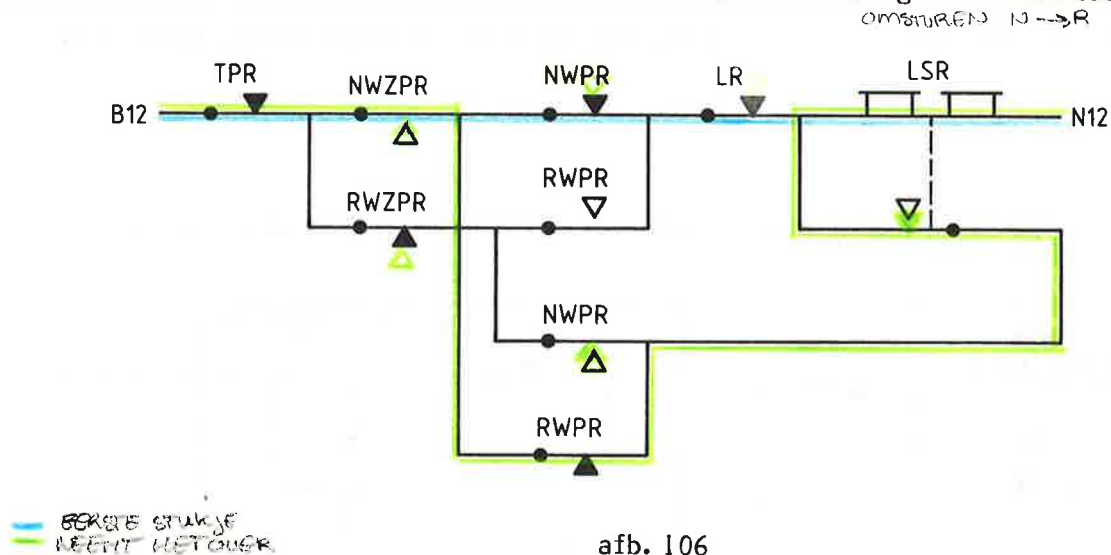 OMSTUREN N-->R
TPR NWZPR NWPR LR LSR
B12 N12
RWPR
RWZPR
NWPR
RWPR
EERSTE STUKJE
NEEMT HET OVER
afb. 106